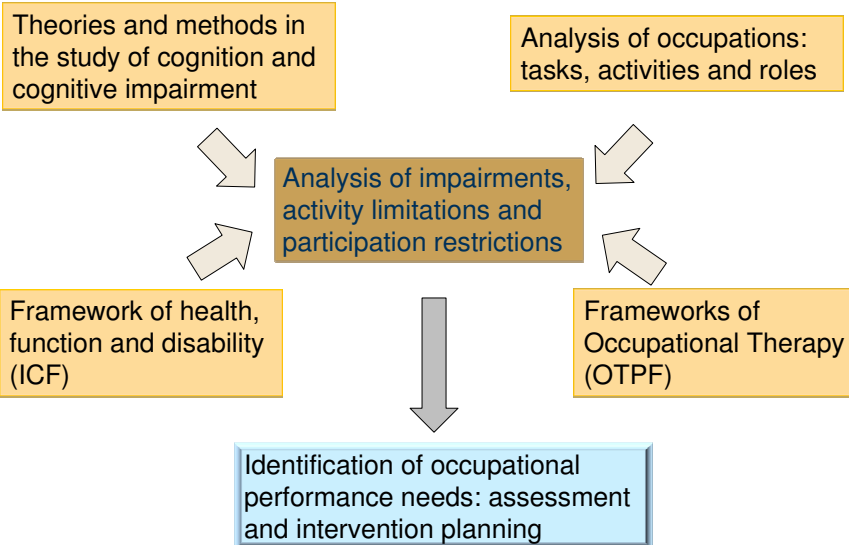 Theories and methods in
the study of cognition and
cognitive impairment
Analysis of occupations:
tasks, activities and roles
Analysis of impairments,
activity limitations and
participation restrictions
Framework of health,
function and disability
(ICF)
Frameworks of
Occupational Therapy
(OTPF)
Identification of occupational
performance needs: assessment
and intervention planning